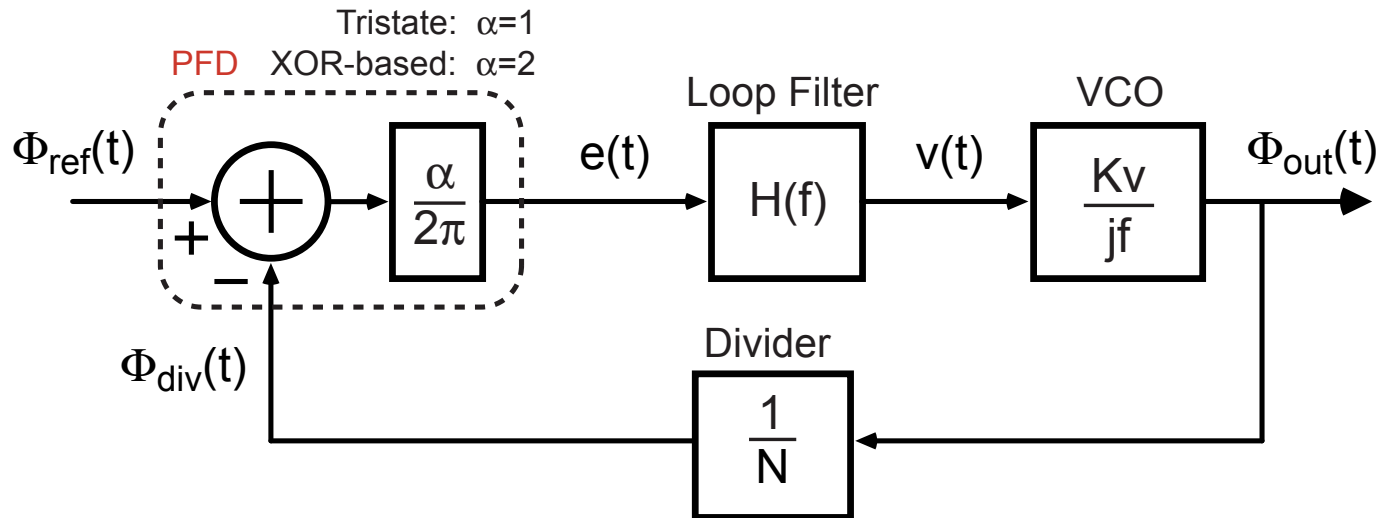 Tristate: α=1
PFD XOR-based: α=2
Loop Filter
VCO
Φref(t)
α
2π
e(t)
H(f)
v(t)
Kv
jf
Φout(t)
+
+
−
Φdiv(t)
Divider
1
N